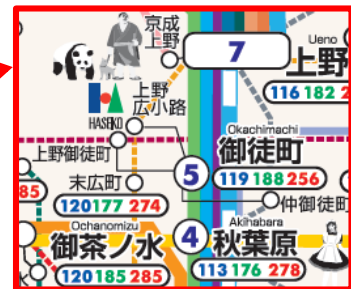 京成
上野
7
Ueno
上野
116 182 2
上野
広小路
HASEKO
Okachimachi
御徒町
上野御徒町
5
119 188 256
85
末広町
120 177 274
仲御徒町
Ochanomizu
御茶ノ水
4
Akihabara
秋葉原
120 185 285
113 176 278